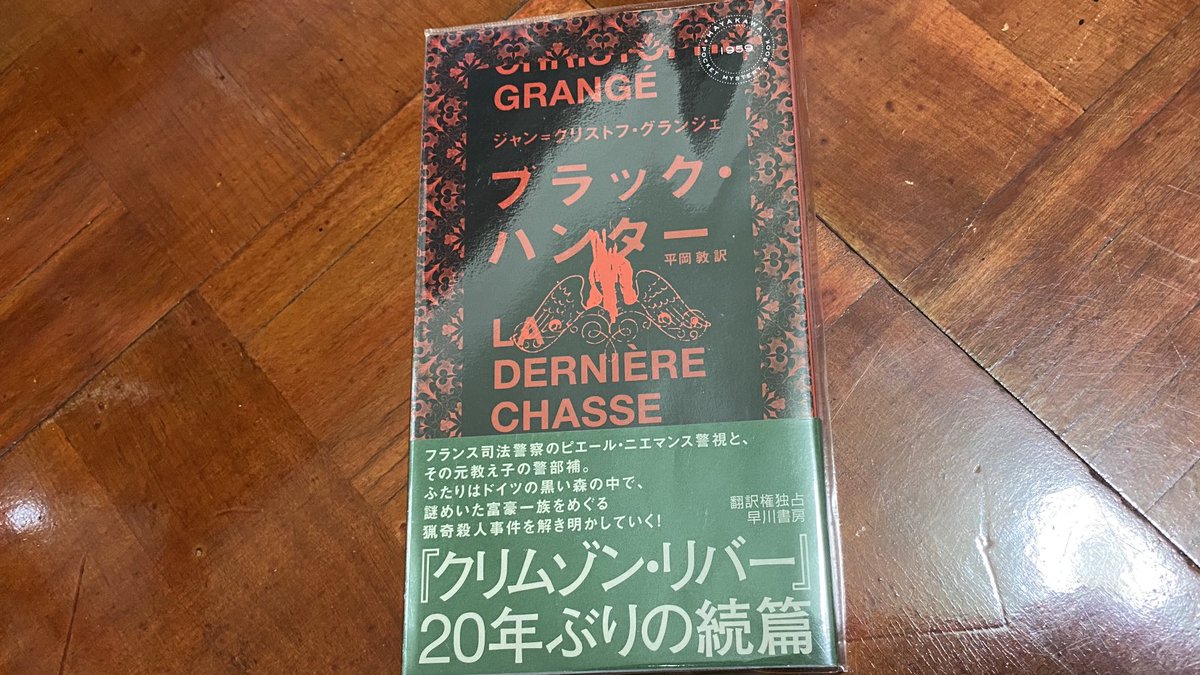 HAYAKAWA
1959
POCKET MYSTERY BOOKS
GRANGÉ
ジャン=クリストフ・グランジェ
ブラック・
ハンター
平岡敦訳
LA
DERNIÈRE
CHASSE
フランス司法警察のピエール・ニエマンス警視と、
その元教え子の警部補。
ふたりはドイツの黒い森の中で、
謎めいた富豪一族をめぐる
猟奇殺人事件を解き明かしていく!
翻訳権独占
早川書房
『クリムゾン・リバー』
20年ぶりの続篇